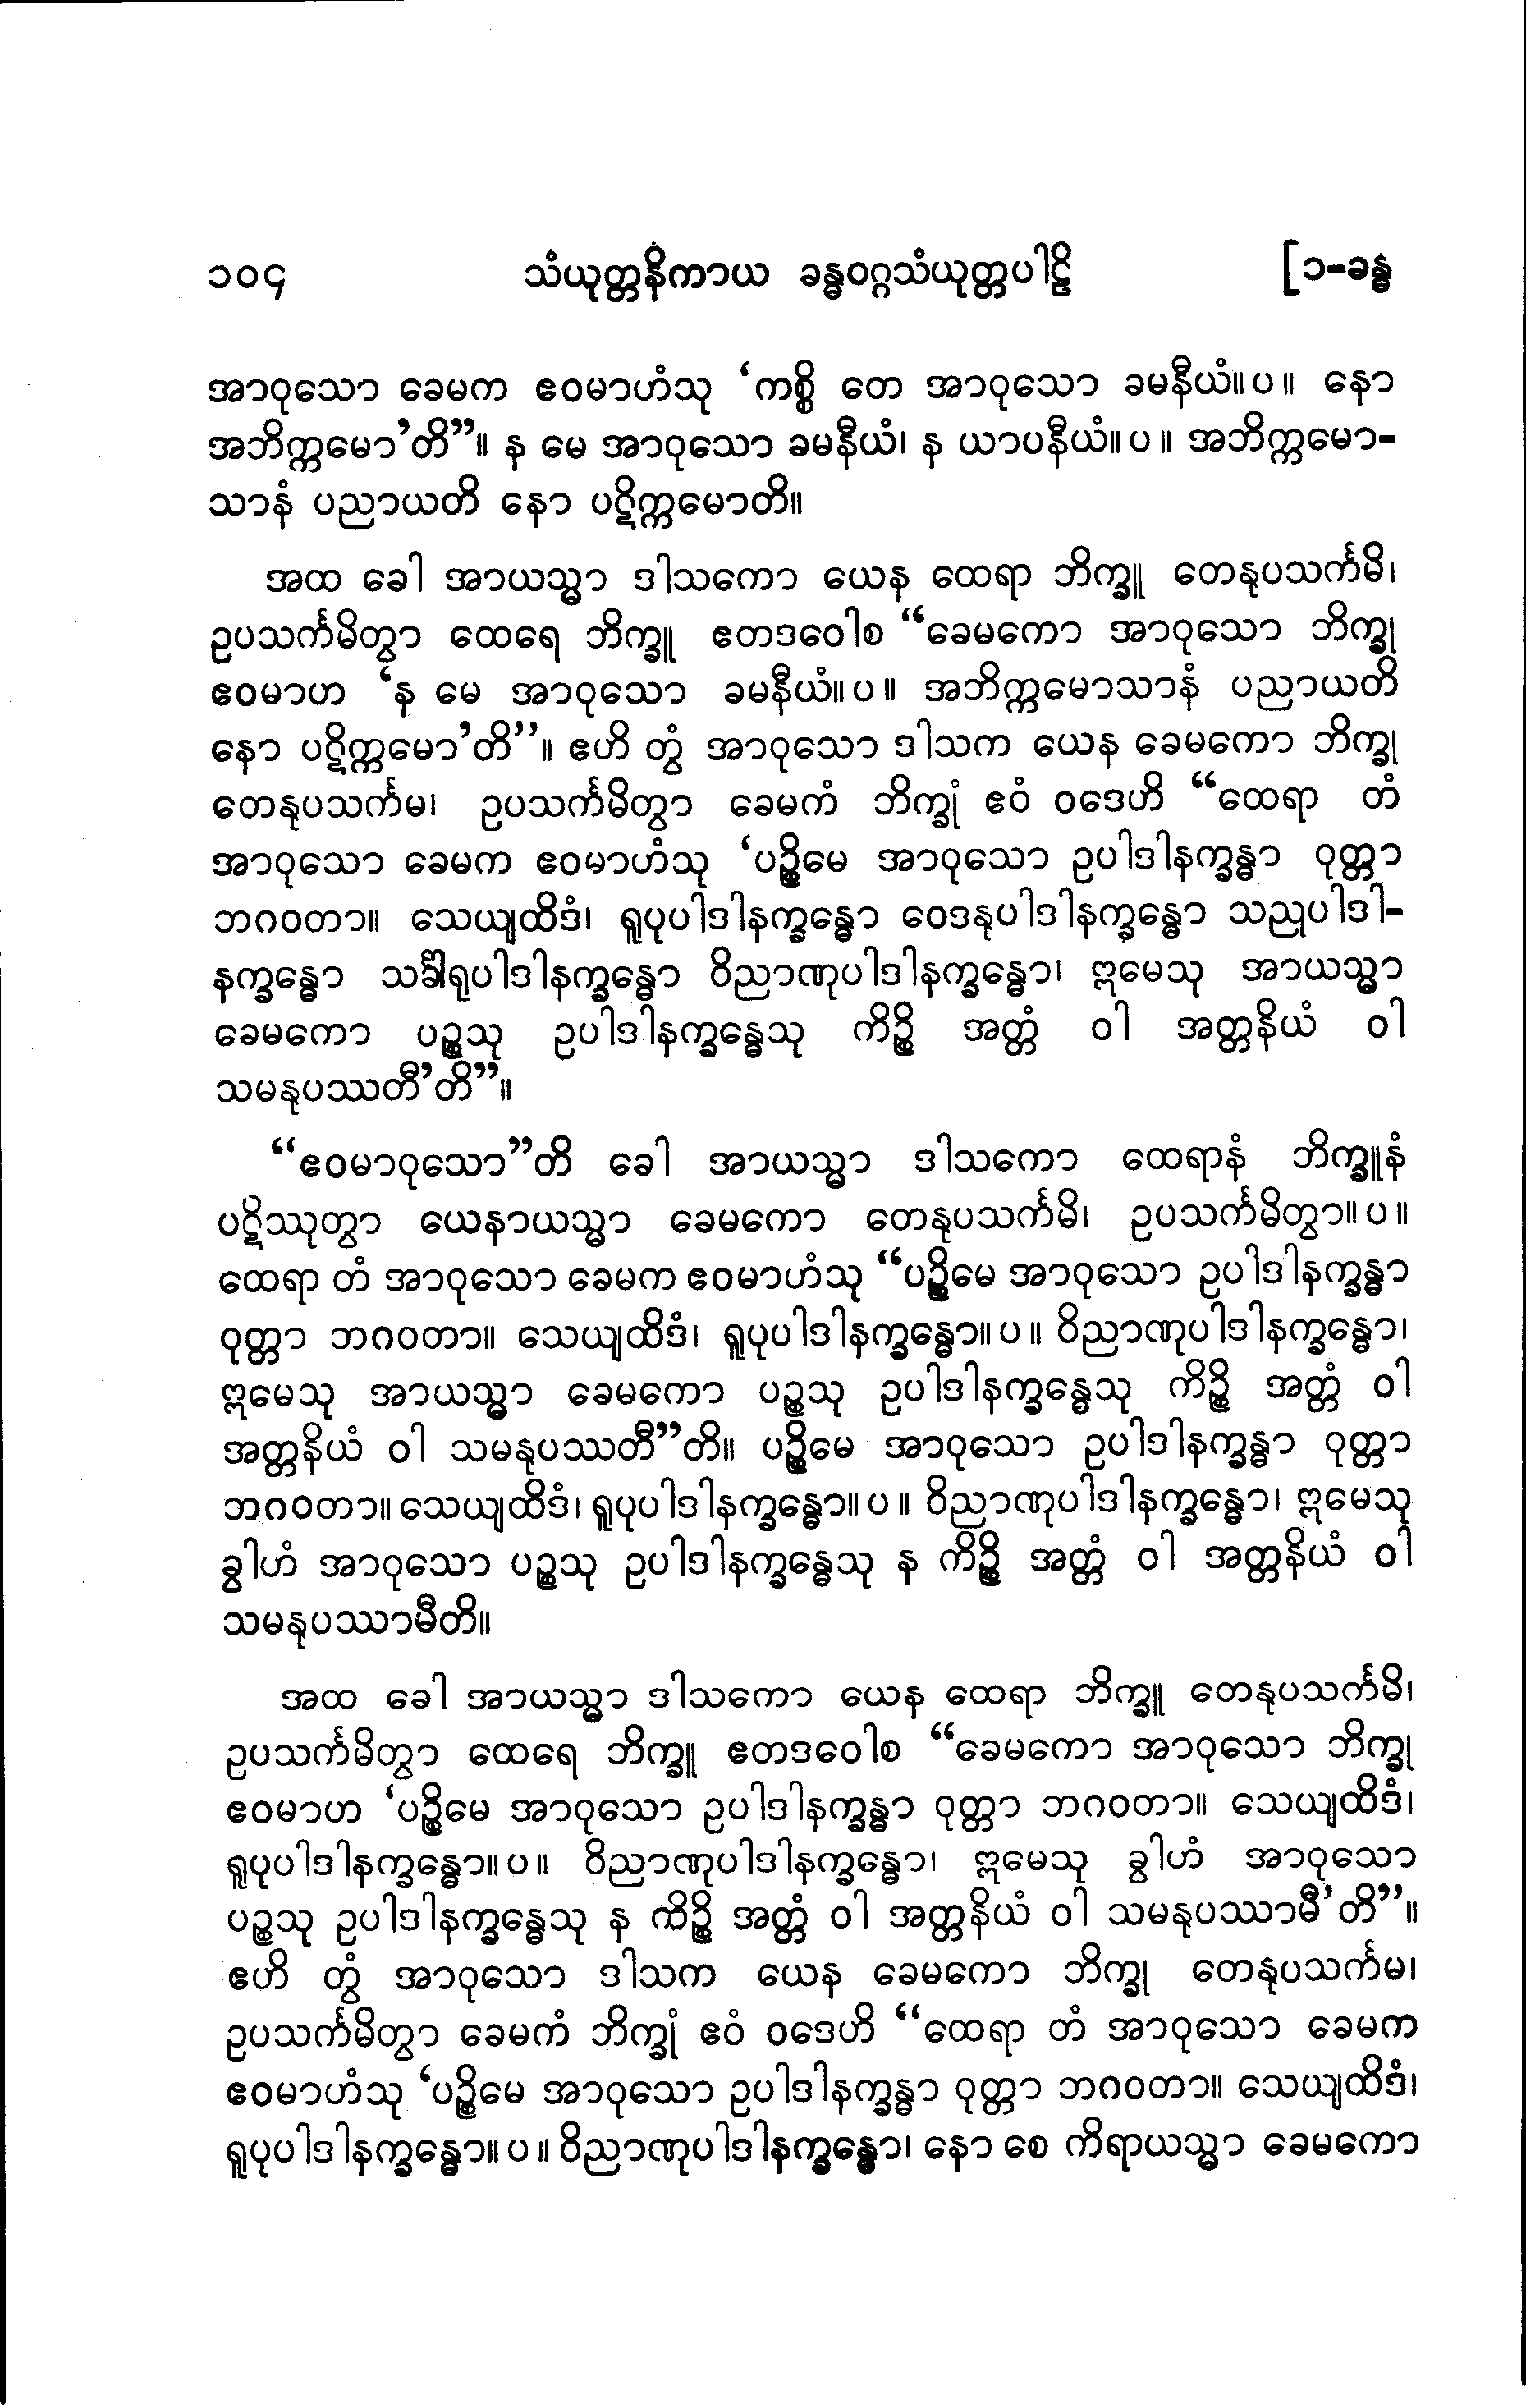 ၁၀၄ သံယုတ္တနိကာယ ခန္ဓဝဂ္ဂသံယုတ္တပါဠိ [၁-ခန္ဓ
အာဝုသော ခေမက ဧဝမာဟံသု ‘ကစ္စိ တေ အာဝုသော ခမနီယံ။ပ။ နော
အဘိက္ကမော’တိ”။ န မေ အာဝုသော ခမနီယံ၊ န ယာပနီယံ။ပ။ အဘိက္ကမော-
သာနံ ပညာယတိ နော ပဋိက္ကမောတိ။
အထ ခေါ အာယသ္မာ ဒါသကော ယေန ထေရာ ဘိက္ခူ တေနုပသင်္ကမိ၊
ဥပသင်္ကမိတွာ ထေရေ ဘိက္ခူ ဧတဒဝေါစ “ခေမကော အာဝုသော ဘိက္ခု
ဧဝမာဟ ‘န မေ အာဝုသော ခမနီယံ။ပ။ အဘိက္ကမောသာနံ ပညာယတိ
နော ပဋိက္ကမော’တိ”။ ဧဟိ တွံ အာဝုသော ဒါသက ယေန ခေမကော ဘိက္ခု
တေနုပသင်္ကမ၊ ဥပသင်္ကမိတွာ ခေမကံ ဘိက္ခုံ ဧဝံ ဝဒေဟိ “ထေရာ တံ
အာဝုသော ခေမက ဧဝမာဟံသု ‘ပဉ္စိမေ အာဝုသော ဥပါဒါနက္ခန္ဓာ ဝုတ္တာ
ဘဂဝတာ။ သေယျထိဒံ၊ ရူပုပါဒါနက္ခန္ဓော ဝေဒနုပါဒါနက္ခန္ဓော သညုပါဒါ-
နက္ခန္ဓော သင်္ခါရုပါဒါနက္ခန္ဓော ဝိညာဏုပါဒါနက္ခန္ဓော၊ ဣမေသု အာယသ္မာ
ခေမကော ပဉ္စသု ဥပါဒါနက္ခန္ဓေသု ကိဉ္စိ အတ္တံ ဝါ အတ္တနိယံ ဝါ
သမနုပဿတီ’တိ”။
“ဧဝမာဝုသော”တိ ခေါ အာယသ္မာ ဒါသကော ထေရာနံ ဘိက္ခူနံ
ပဋိဿုတွာ ယေနာယသ္မာ ခေမကော တေနုပသင်္ကမိ၊ ဥပသင်္ကမိတွာ။ပ။
ထေရာ တံ အာဝုသော ခေမက ဧဝမာဟံသု “ပဉ္စိမေ အာဝုသော ဥပါဒါနက္ခန္ဓာ
ဝုတ္တာ ဘဂဝတာ။ သေယျထိဒံ၊ ရူပုပါဒါနက္ခန္ဓော။ပ။ ဝိညာဏုပါဒါနက္ခန္ဓော၊
ဣမေသု အာယသ္မာ ခေမကော ပဉ္စသု ဥပါဒါနက္ခန္ဓေသု ကိဉ္စိ အတ္တံ ဝါ
အတ္တနိယံ ဝါ သမနုပဿတီ”တိ။ ပဉ္စိမေ အာဝုသော ဥပါဒါနက္ခန္ဓာ ဝုတ္တာ
ဘဂဝတာ။ သေယျထိဒံ၊ ရူပုပါဒါနက္ခန္ဓော။ပ။ ဝိညာဏုပါဒါနက္ခန္ဓော၊ ဣမေသု
ခွါဟံ အာဝုသော ပဉ္စသု ဥပါဒါနက္ခန္ဓေသု န ကိဉ္စိ အတ္တံ ဝါ အတ္တနိယံ ဝါ
သမနုပဿာမီတိ။
အထ ခေါ အာယသ္မာ ဒါသကော ယေန ထေရာ ဘိက္ခူ တေနုပသင်္ကမိ၊
ဥပသင်္ကမိတွာ ထေရေ ဘိက္ခူ ဧတဒဝေါစ “ခေမကော အာဝုသော ဘိက္ခု
ဧဝမာဟ ‘ပဉ္စိမေ အာဝုသော ဥပါဒါနက္ခန္ဓာ ဝုတ္တာ ဘဂဝတာ။ သေယျထိဒံ၊
ရူပုပါဒါနက္ခန္ဓော။ပ။ ဝိညာဏုပါဒါနက္ခန္ဓော၊ ဣမေသု ခွါဟံ အာဝုသော
ပဉ္စသု ဥပါဒါနက္ခန္ဓေသု န ကိဉ္စိ အတ္တံ ဝါ အတ္တနိယံ ဝါ သမနုပဿာမီ’တိ”။
ဧဟိ တွံ အာဝုသော ဒါသက ယေန ခေမကော ဘိက္ခု တေနုပသင်္ကမ၊
ဥပသင်္ကမိတွာ ခေမကံ ဘိက္ခုံ ဧဝံ ဝဒေဟိ “ထေရာ တံ အာဝုသော ခေမက
ဧဝမာဟံသု ‘ပဉ္စိမေ အာဝုသော ဥပါဒါနက္ခန္ဓာ ဝုတ္တာ ဘဂဝတာ။ သေယျထိဒံ၊
ရူပုပါဒါနက္ခန္ဓော။ပ။ ဝိညာဏုပါဒါနက္ခန္ဓော၊ နော စေ ကိရာယသ္မာ ခေမကော